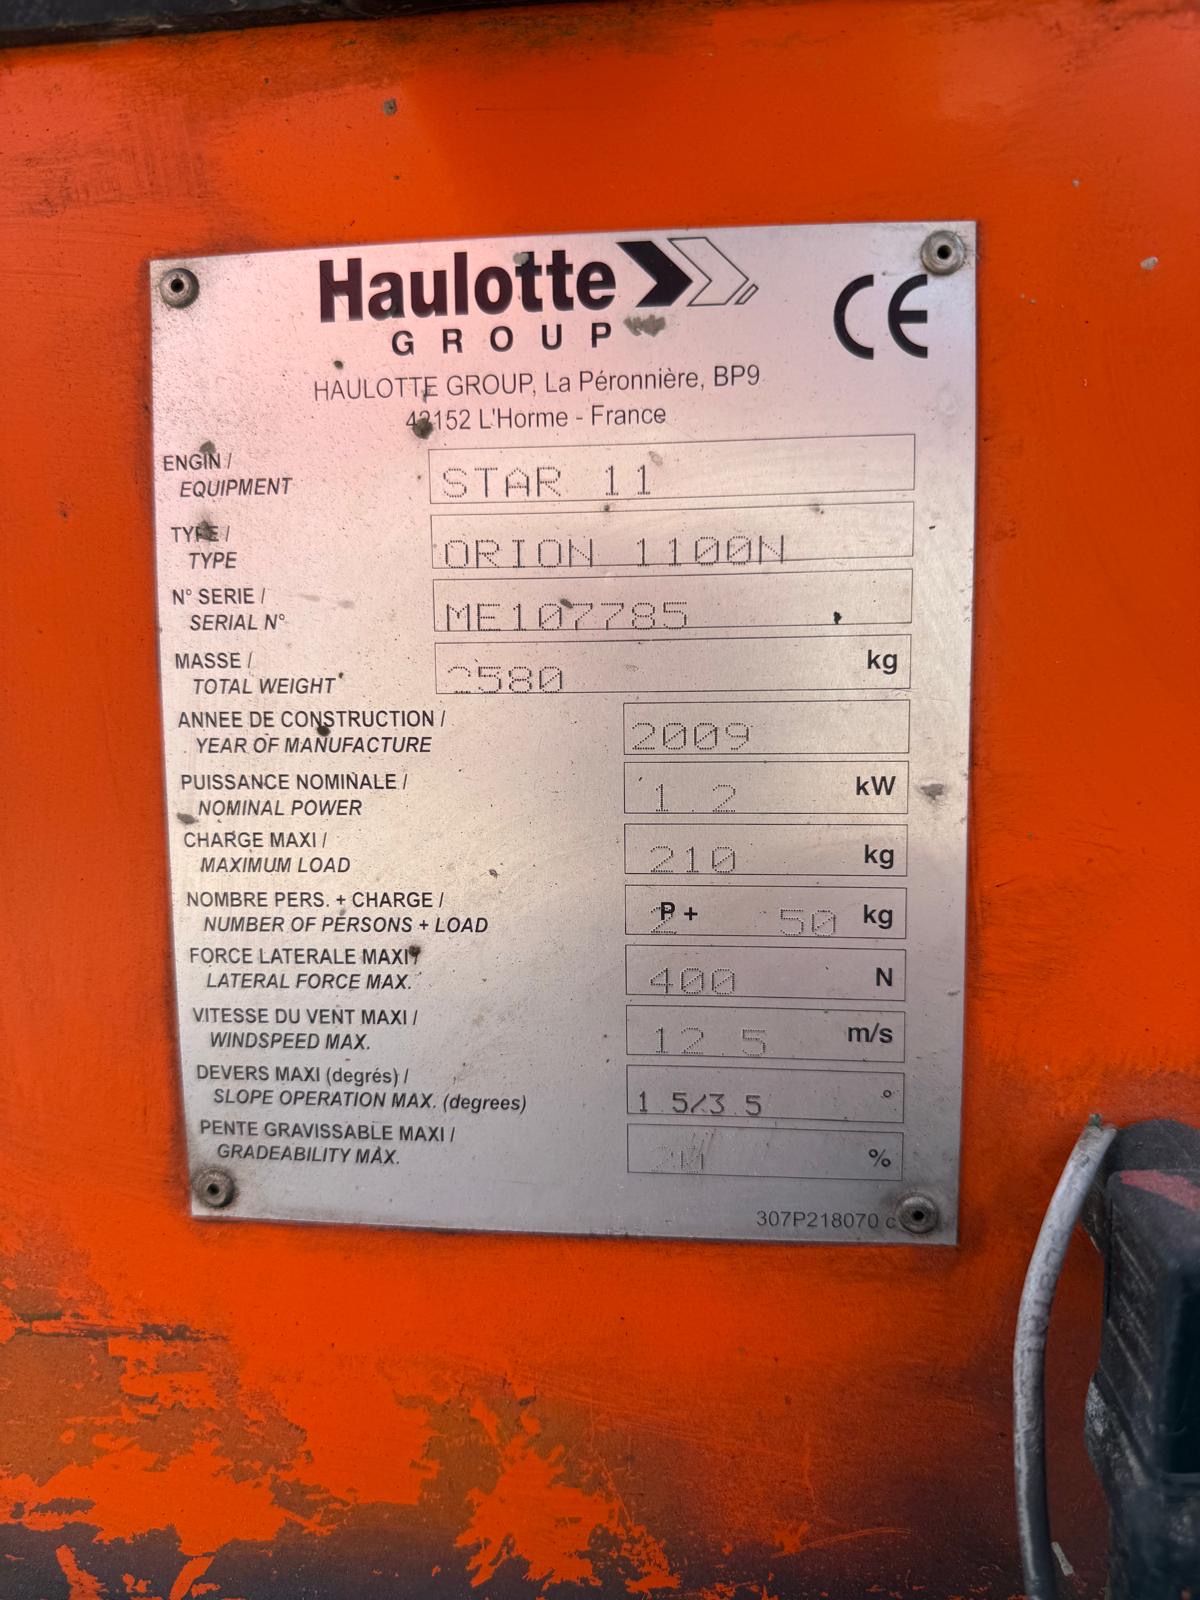 Haulotte
GROUP
CE
HAULOTTE GROUP, La Péronnière, BP9
42152 L'Horme - France
ENGIN /
EQUIPMENT
STAR 11
TYPE /
TYPE
ORION 1100N
N° SERIE /
SERIAL N°
ME107785
MASSE /
TOTAL WEIGHT
2580 kg
ANNEE DE CONSTRUCTION /
YEAR OF MANUFACTURE
2009
PUISSANCE NOMINALE /
NOMINAL POWER
1.2 kW
CHARGE MAXI /
MAXIMUM LOAD
210 kg
NOMBRE PERS. + CHARGE /
NUMBER OF PERSONS + LOAD
2 P + 50 kg
FORCE LATERALE MAXI /
LATERAL FORCE MAX.
400 N
VITESSE DU VENT MAXI /
WINDSPEED MAX.
12.5 m/s
DEVERS MAXI (degrés) /
SLOPE OPERATION MAX. (degrees)
1.5/3.5 °
PENTE GRAVISSABLE MAXI /
GRADEABILITY MAX.
%
307P218070 c